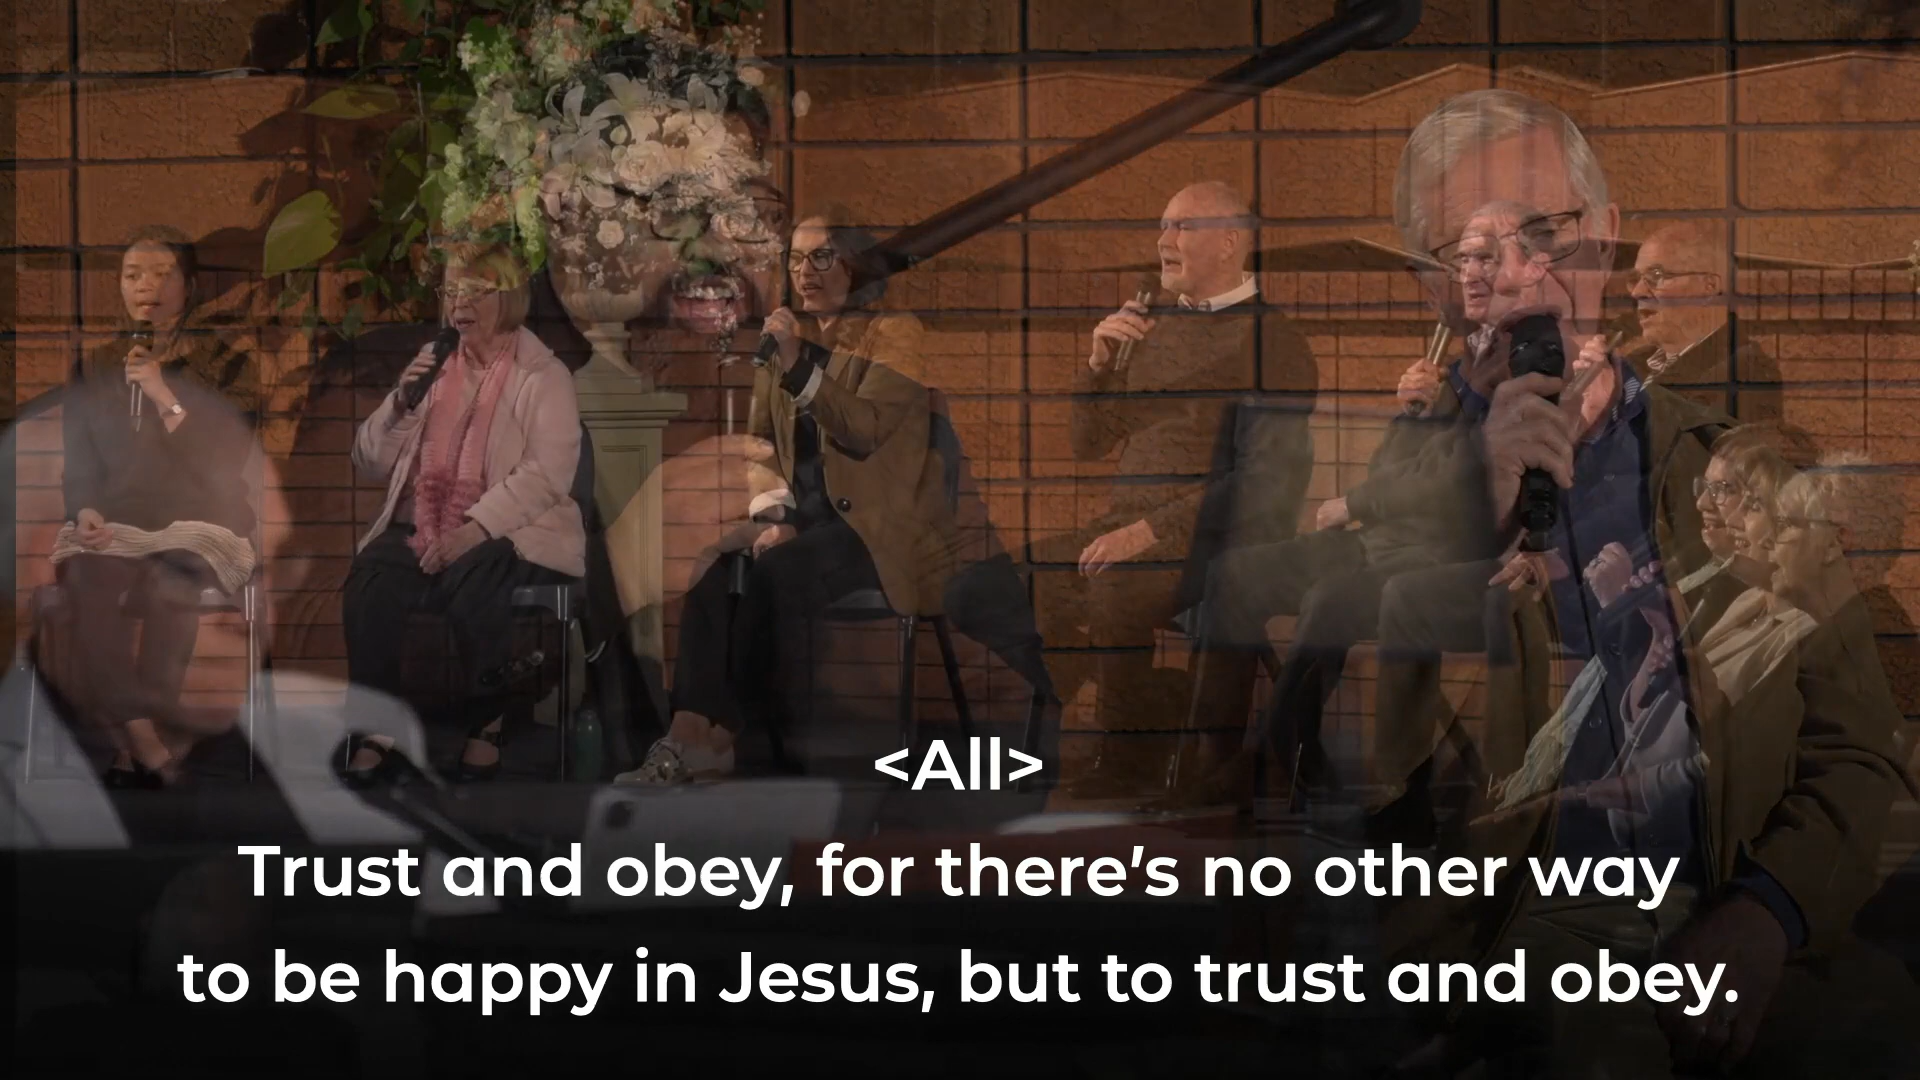 <All>
Trust and obey, for there's no other way
to be happy in Jesus, but to trust and obey.